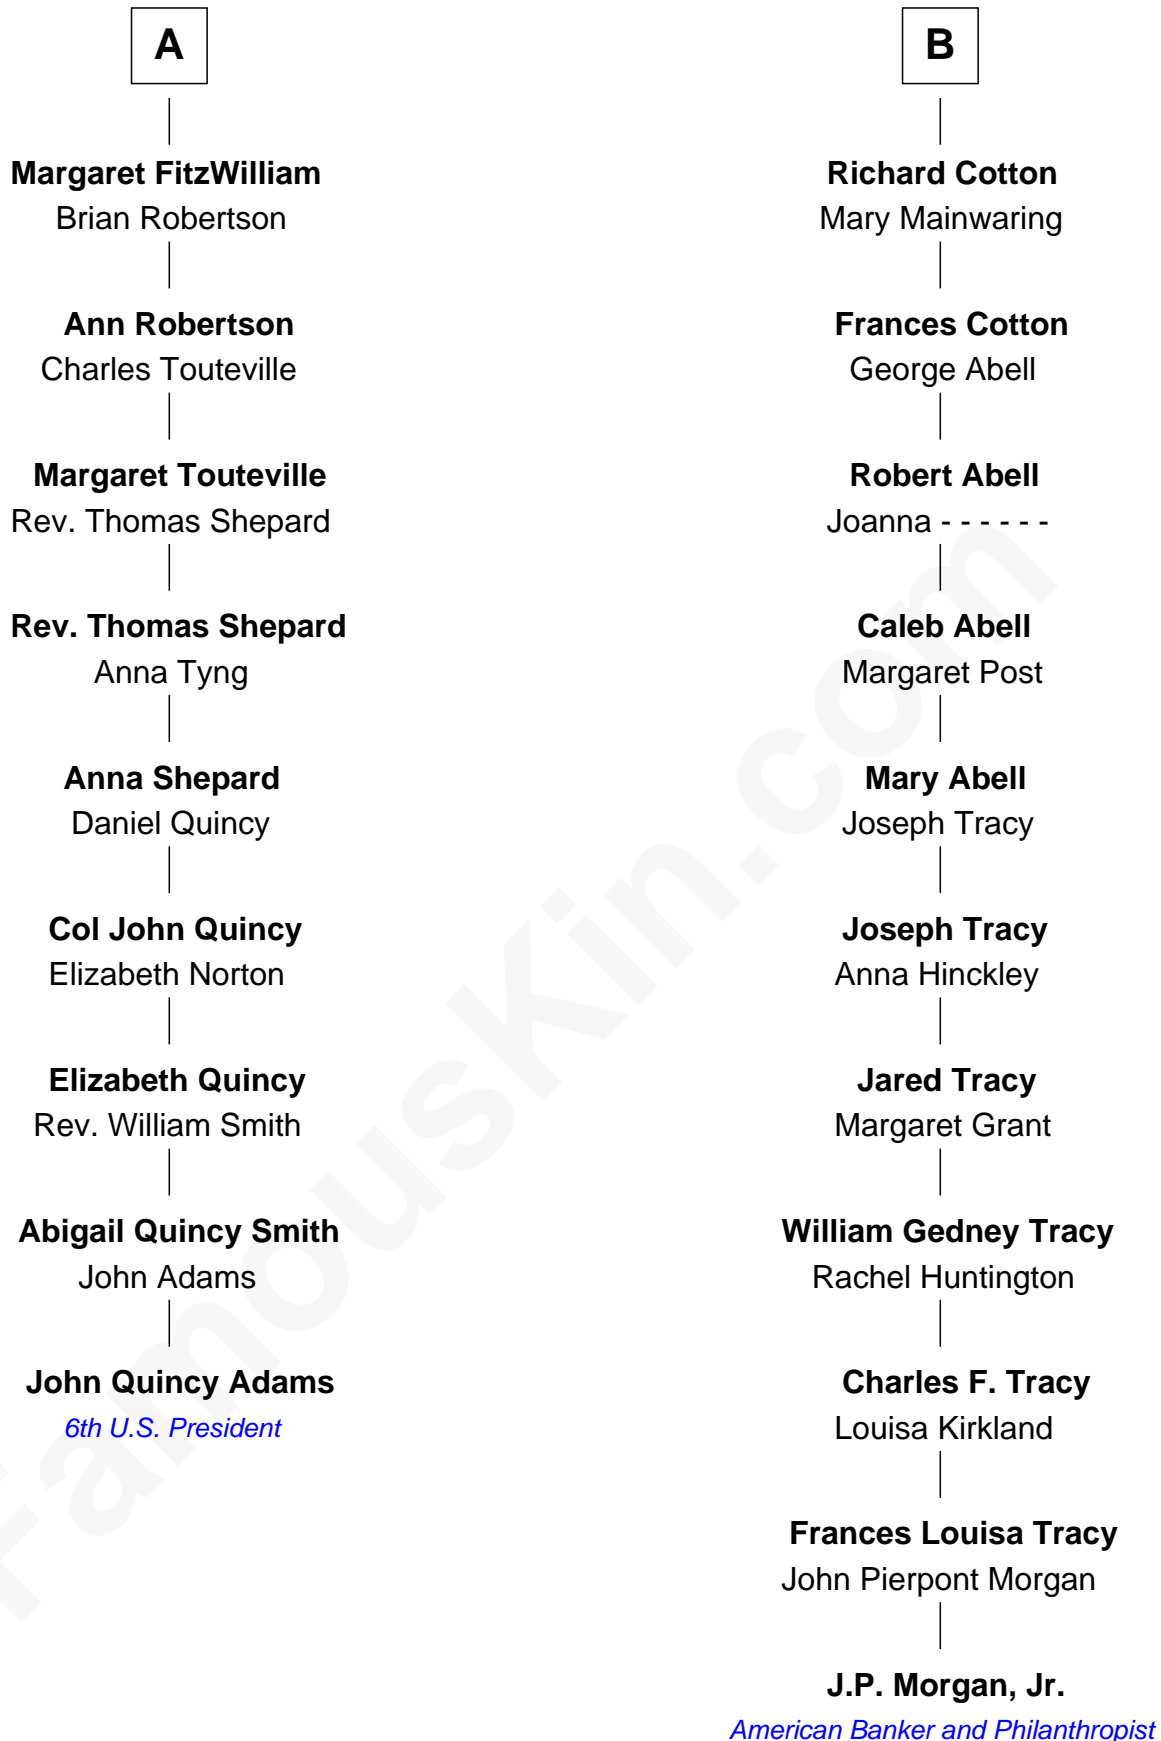 A
Margaret FitzWilliam
Brian Robertson
Ann Robertson
Charles Touteville
Margaret Touteville
Rev. Thomas Shepard
Rev. Thomas Shepard
Anna Tyng
Anna Shepard
Daniel Quincy
Col John Quincy
Elizabeth Norton
Elizabeth Quincy
Rev. William Smith
Abigail Quincy Smith
John Adams
John Quincy Adams
6th U.S. President
B
Richard Cotton
Mary Mainwaring
Frances Cotton
George Abell
Robert Abell
Joanna - - - - - -
Caleb Abell
Margaret Post
Mary Abell
Joseph Tracy
Joseph Tracy
Anna Hinckley
Jared Tracy
Margaret Grant
William Gedney Tracy
Rachel Huntington
Charles F. Tracy
Louisa Kirkland
Frances Louisa Tracy
John Pierpont Morgan
J.P. Morgan, Jr.
American Banker and Philanthropist
FamousKin.com